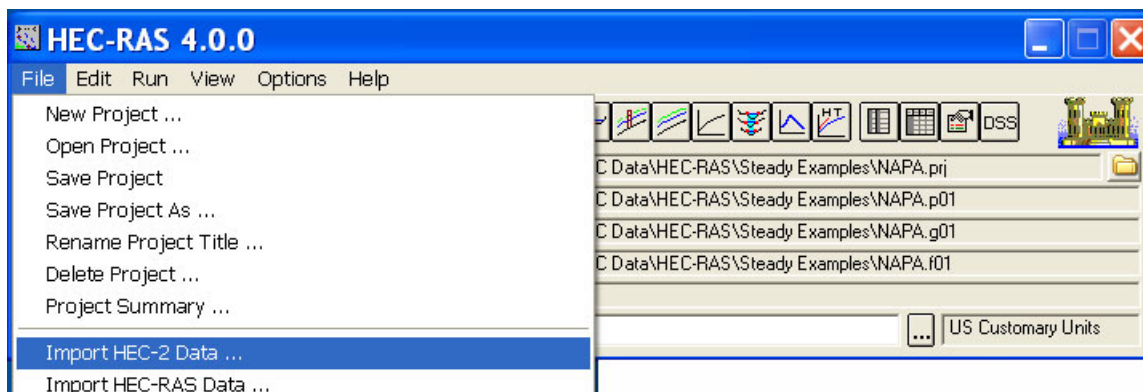 HEC-RAS 4.0.0
File Edit Run View Options Help
New Project ...
Open Project ...
Save Project
Save Project As ...
Rename Project Title ...
Delete Project ...
Project Summary ...
Import HEC-2 Data ...
Import HEC-RAS Data ...
HT DSS
C Data\HEC-RAS\Steady Examples\NAPA.prj
C Data\HEC-RAS\Steady Examples\NAPA.p01
C Data\HEC-RAS\Steady Examples\NAPA.g01
C Data\HEC-RAS\Steady Examples\NAPA.f01
... US Customary Units